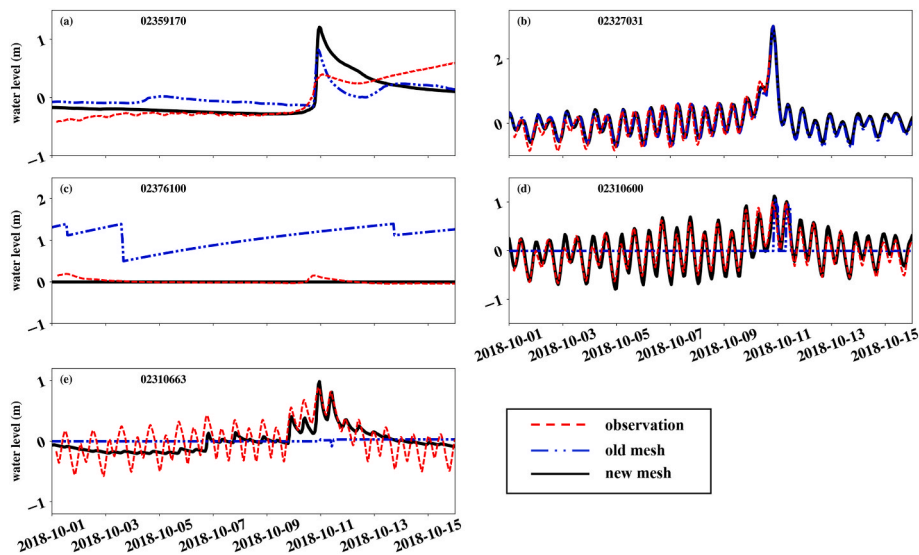 (a) 02359170
water level (m)
1
0
−1
(b) 02327031
2
0
(c) 02376100
water level (m)
2
1
0
−1
(d) 02310600
1
0
−1
2018-10-01
2018-10-03
2018-10-05
2018-10-07
2018-10-09
2018-10-11
2018-10-13
2018-10-15
(e) 02310663
water level (m)
1
0
−1
2018-10-01
2018-10-03
2018-10-05
2018-10-07
2018-10-09
2018-10-11
2018-10-13
2018-10-15
observation
old mesh
new mesh